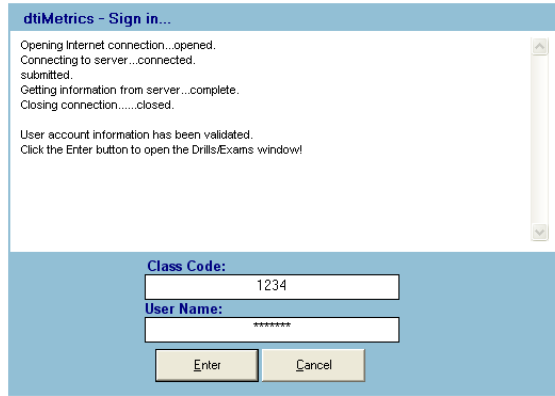 dtiMetrics - Sign in...
Opening Internet connection...opened.
Connecting to server...connected.
submitted.
Getting information from server...complete.
Closing connection......closed.
User account information has been validated.
Click the Enter button to open the Drills/Exams window!
Class Code:
1234
User Name:
*******
Enter Cancel